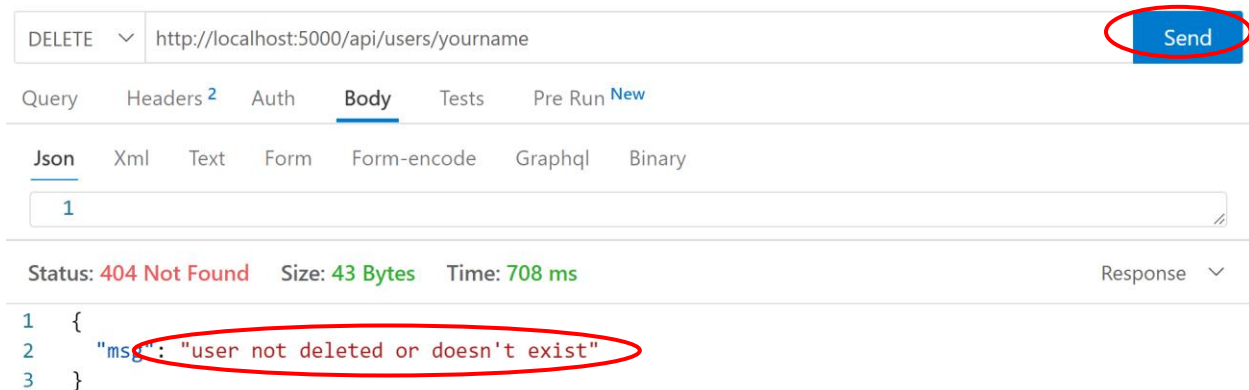 DELETE http://localhost:5000/api/users/yourname Send
Query Headers 2 Auth Body Tests Pre Run New
Json Xml Text Form Form-encode Graphql Binary
1
Status: 404 Not Found Size: 43 Bytes Time: 708 ms Response
1 {
2 "msg": "user not deleted or doesn't exist"
3 }